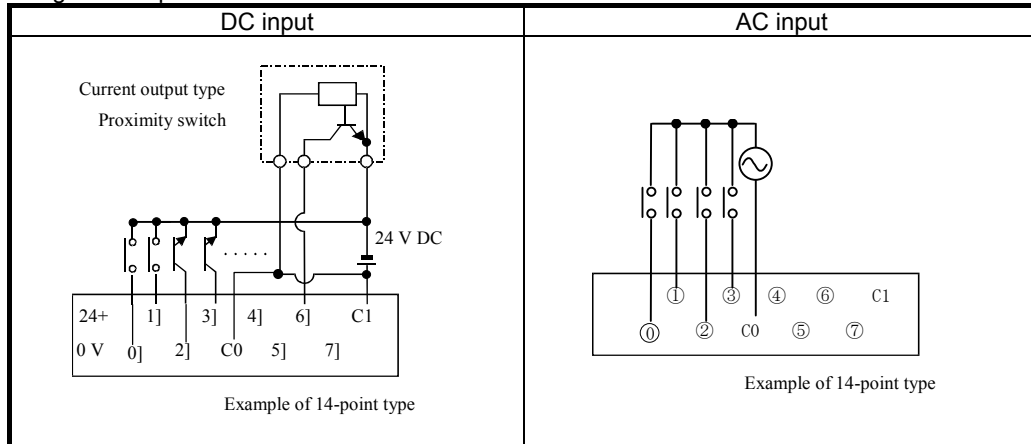 DC input
AC input
Current output type
Proximity switch
24 V DC
.....
24+ 1] 3] 4] 6] C1
0 V 0] 2] C0 5] 7]
Example of 14-point type
① ③ ④ ⑥ C1
⓪ ② C0 ⑤ ⑦
Example of 14-point type